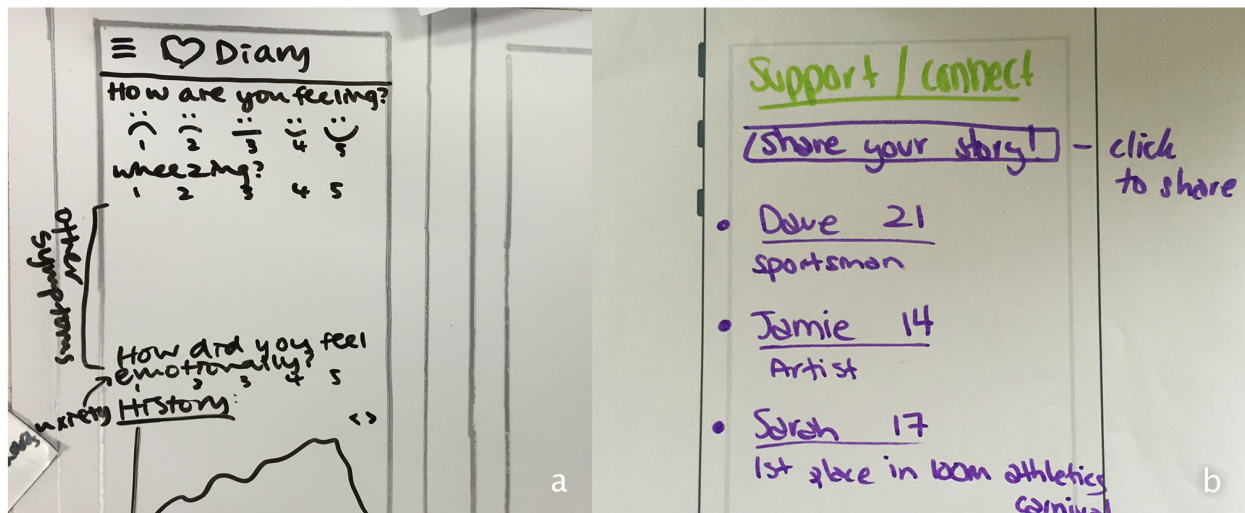 Diary
How are you feeling?
1 2 3 4 5
wheezing?
1 2 3 4 5
other
symptoms
How did you feel
emotionally?
1 2 3 4 5
anxiety
History:
< >
a
Support / connect
Share your story!
- click
to share
• Dave 21
sportsman
• Jamie 14
Artist
• Sarah 17
1st place in 100m athletics
carnival
b